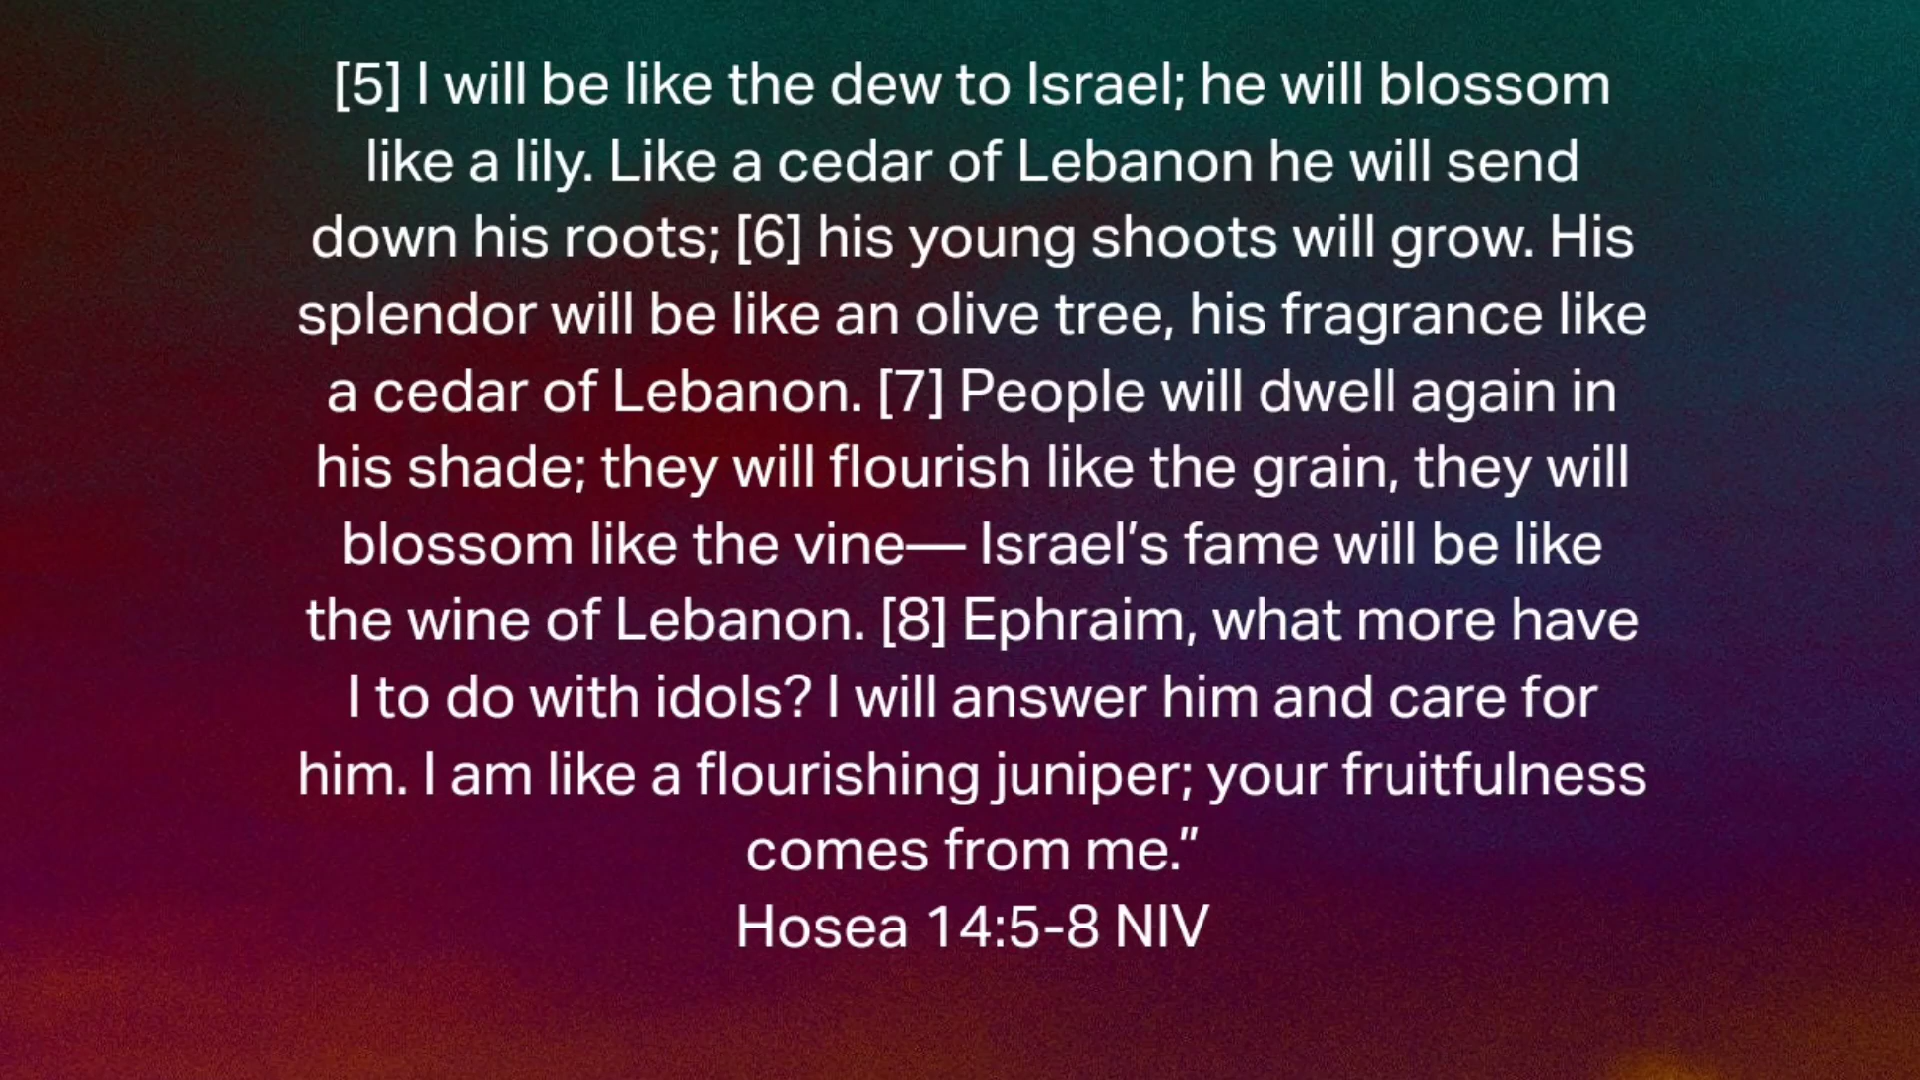 [5] I will be like the dew to Israel; he will blossom
like a lily. Like a cedar of Lebanon he will send
down his roots; [6] his young shoots will grow. His
splendor will be like an olive tree, his fragrance like
a cedar of Lebanon. [7] People will dwell again in
his shade; they will flourish like the grain, they will
blossom like the vine— Israel’s fame will be like
the wine of Lebanon. [8] Ephraim, what more have
I to do with idols? I will answer him and care for
him. I am like a flourishing juniper; your fruitfulness
comes from me.”
Hosea 14:5-8 NIV